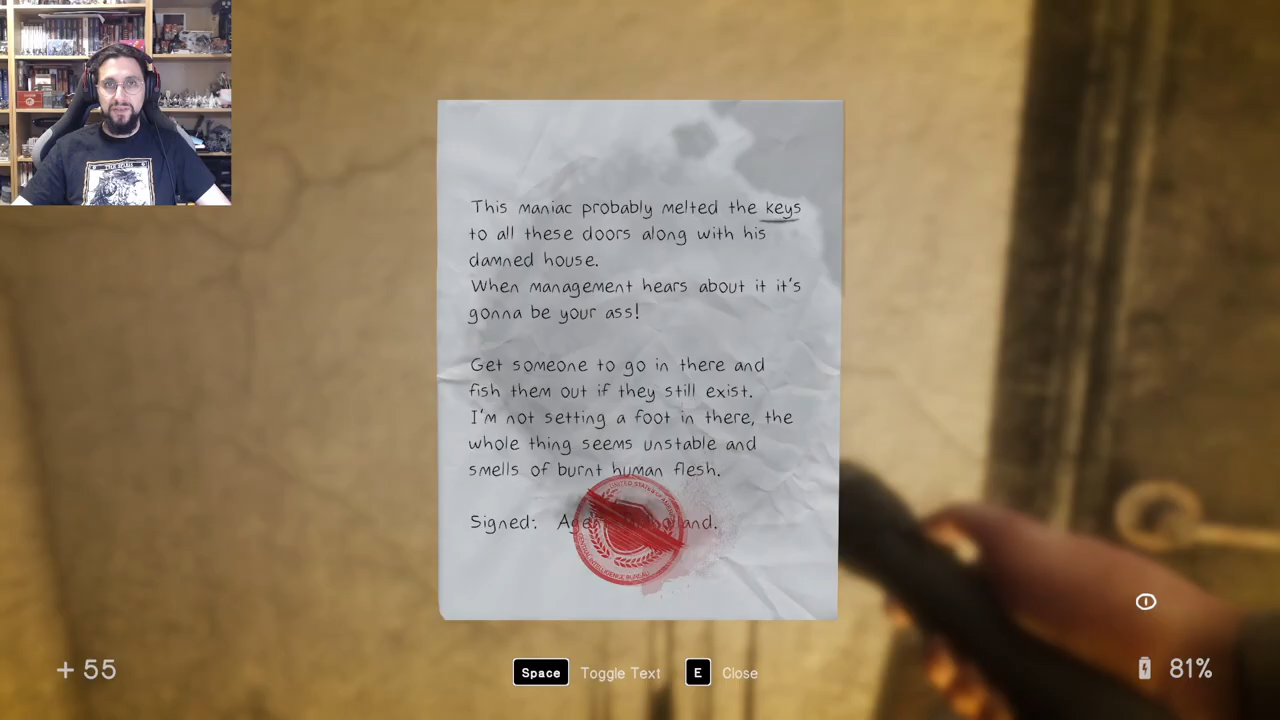 This maniac probably melted the keys
to all these doors along with his
damned house.
When management hears about it it's
gonna be your ass!
Get someone to go in there and
fish them out if they still exist.
I'm not setting a foot in there, the
whole thing seems unstable and
smells of burnt human flesh.
Signed:
+ 55
Space Toggle Text E Close
81%